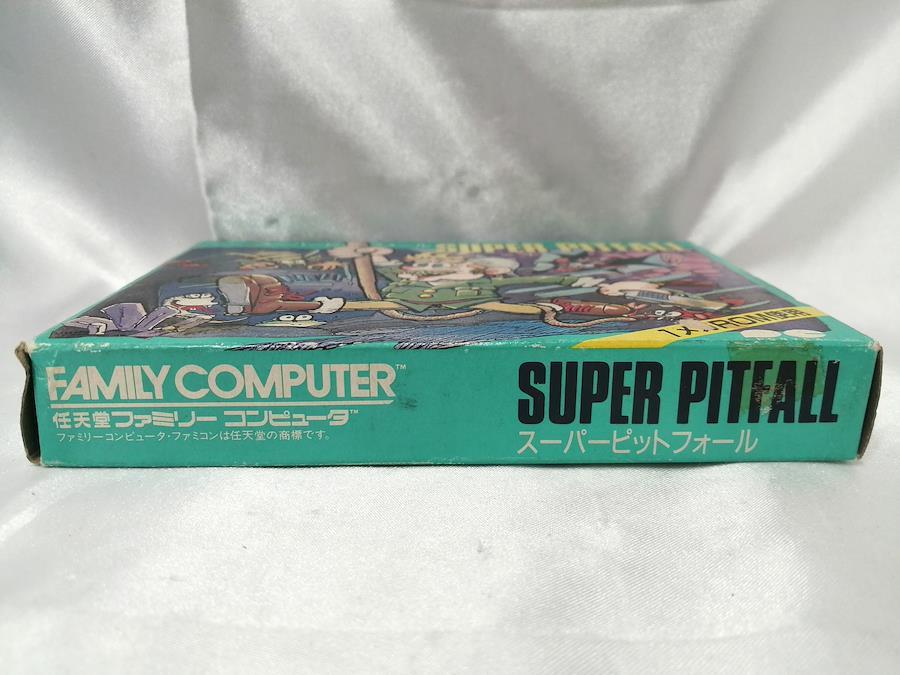 SUPER PITFALL
FAMILY COMPUTER™
任天堂ファミリー コンピュータ™
ファミリーコンピュータ・ファミコンは任天堂の商標です。
SUPER PITFALL
スーパーピットフォール